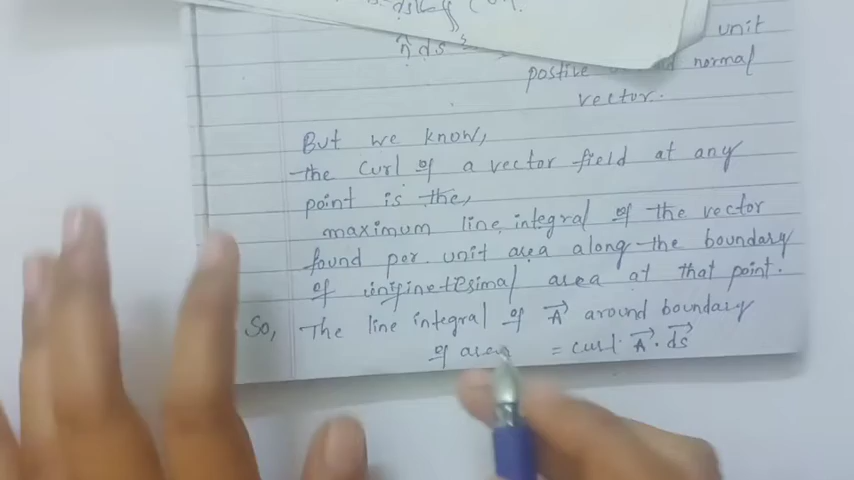 n̂ ds
unit
postive normal
vector.
But we know,
the curl of a vector field at any
point is the,
maximum line integral of the vector
found per unit area along the boundary
of infinetesimal area at that point.
So, The line integral of A⃗ around boundary
of area = curl A⃗ . ds⃗